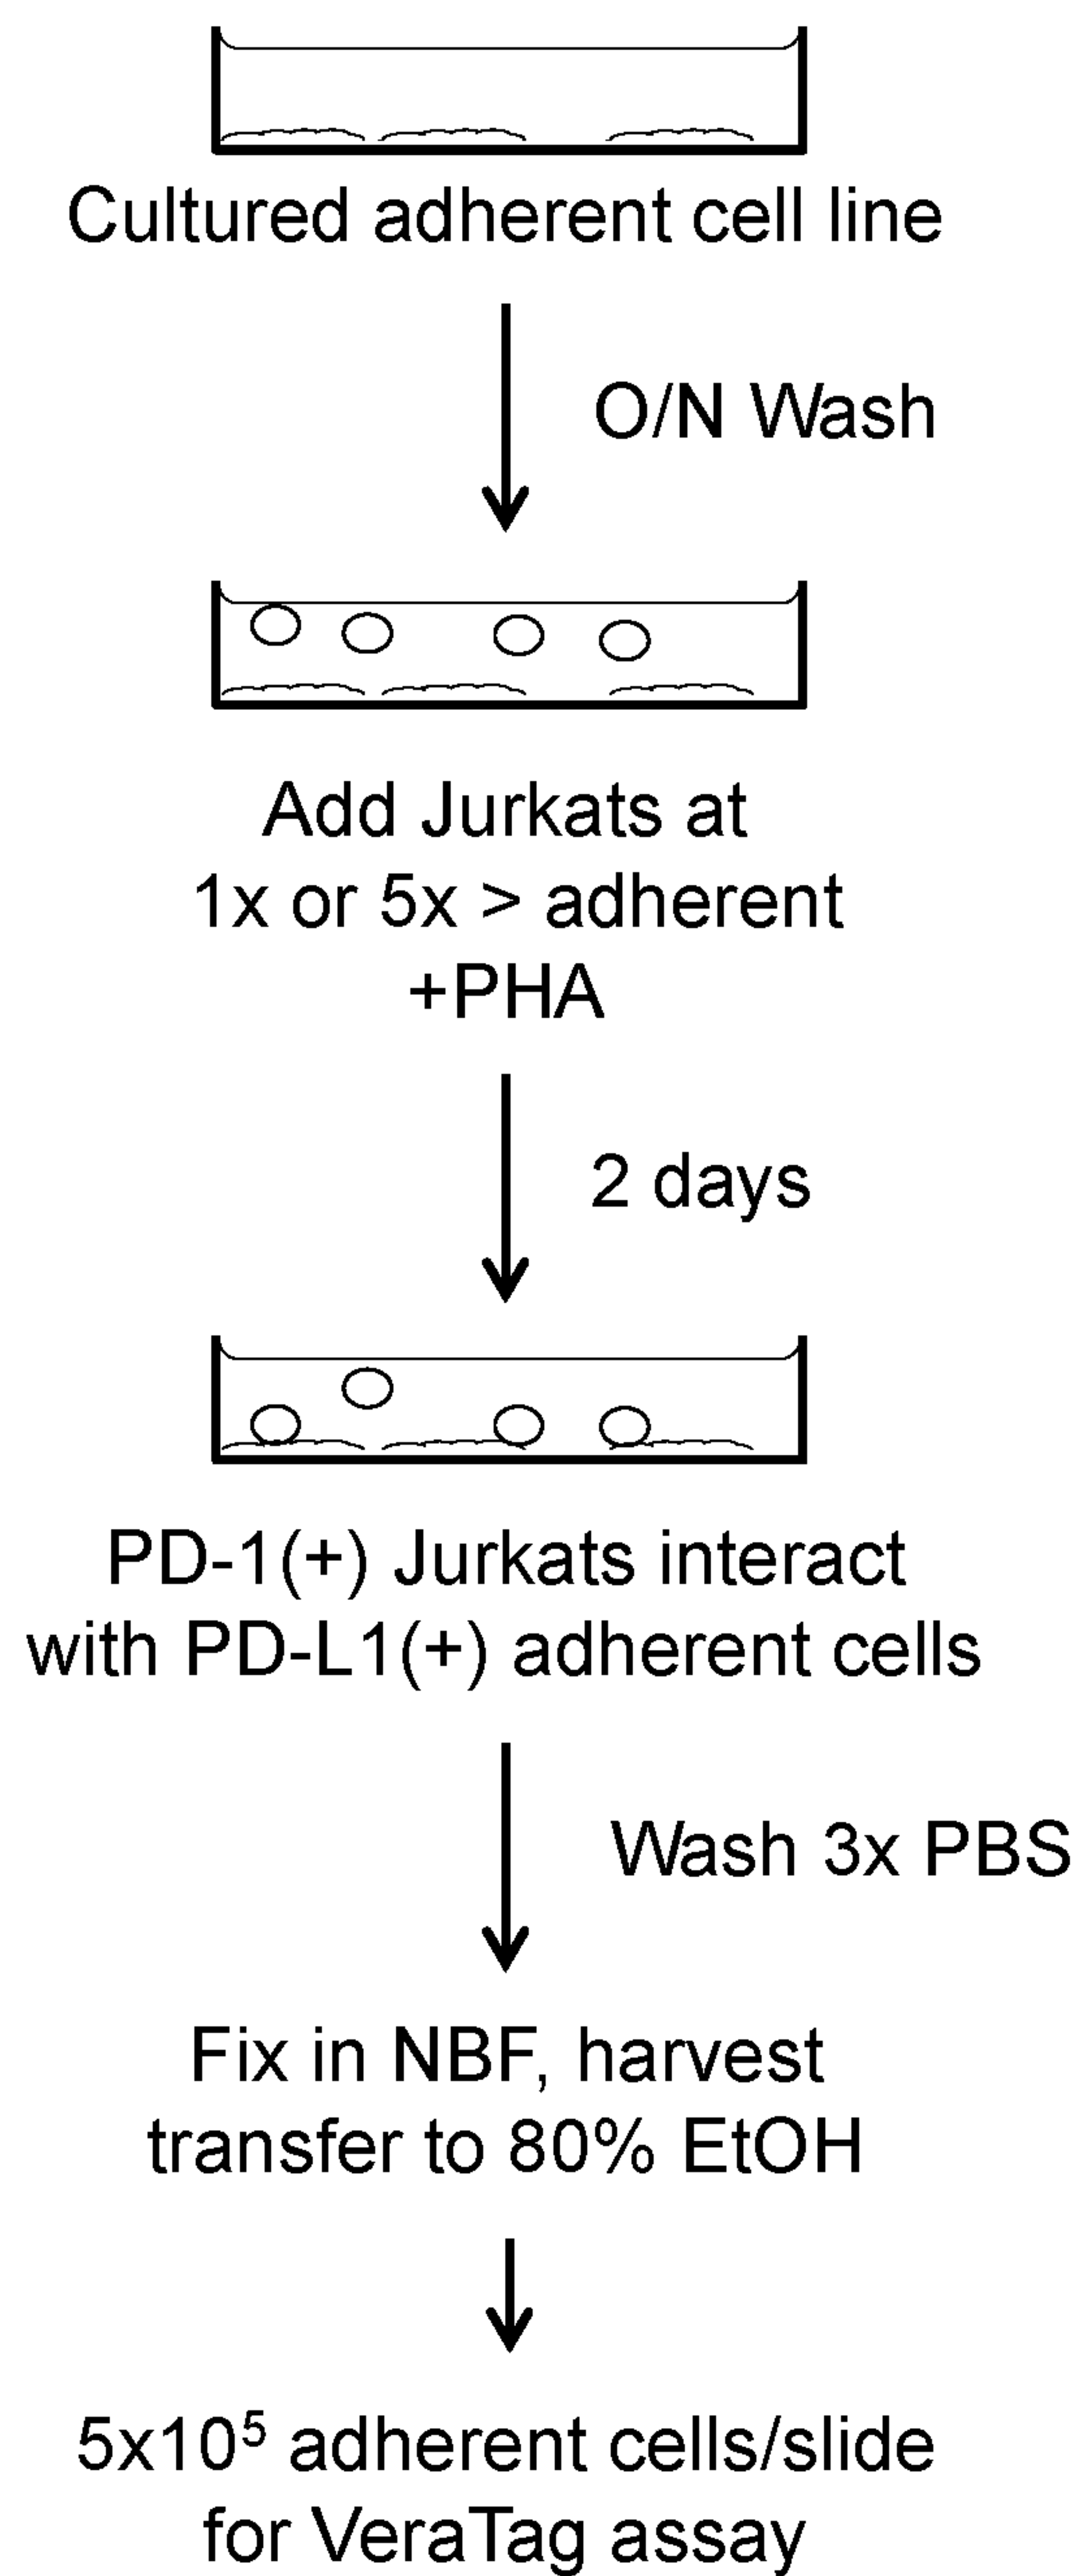 Cultured adherent cell line
O/N Wash
Add Jurkats at
1x or 5x > adherent
+PHA
2 days
PD-1(+) Jurkats interact
with PD-L1(+) adherent cells
Wash 3x PBS
Fix in NBF, harvest
transfer to 80% EtOH
5x10⁵ adherent cells/slide
for VeraTag assay